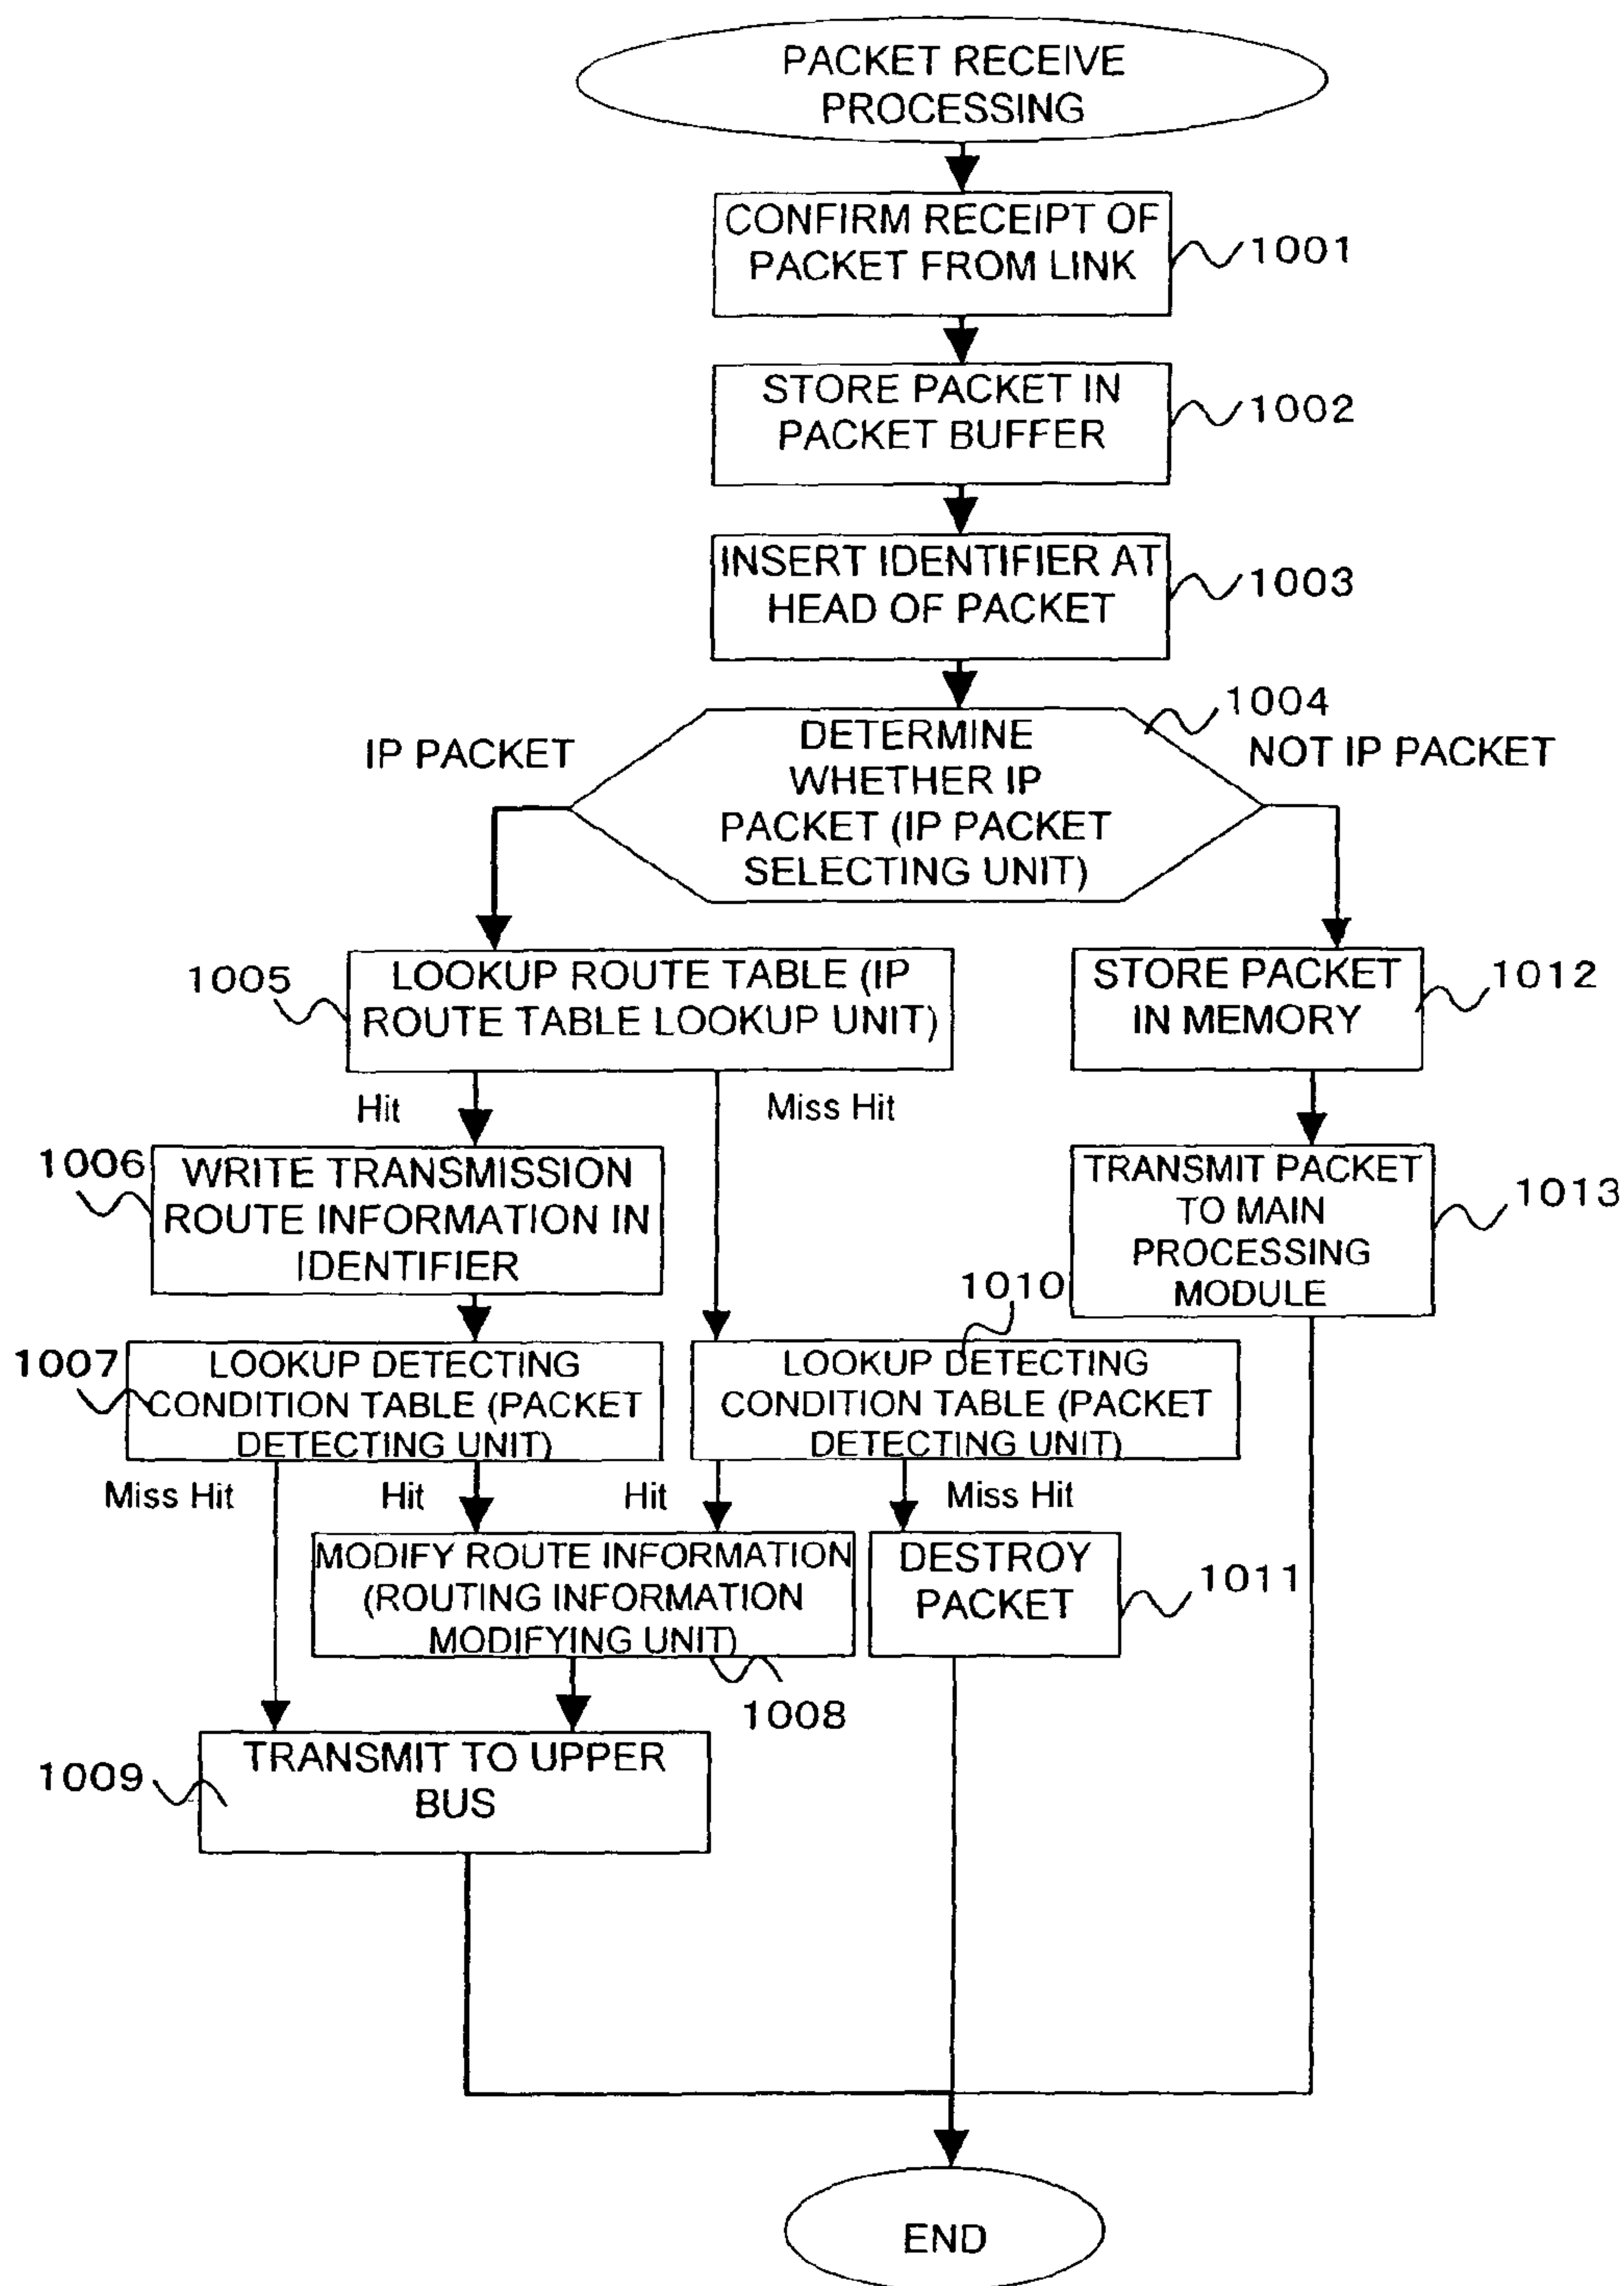 PACKET RECEIVE
PROCESSING
CONFIRM RECEIPT OF
PACKET FROM LINK
1001
STORE PACKET IN
PACKET BUFFER
1002
INSERT IDENTIFIER AT
HEAD OF PACKET
1003
1004
IP PACKET
DETERMINE
WHETHER IP
PACKET (IP PACKET
SELECTING UNIT)
NOT IP PACKET
1005
LOOKUP ROUTE TABLE (IP
ROUTE TABLE LOOKUP UNIT)
STORE PACKET
IN MEMORY
1012
Hit
Miss Hit
1006
WRITE TRANSMISSION
ROUTE INFORMATION IN
IDENTIFIER
TRANSMIT PACKET
TO MAIN
PROCESSING
MODULE
1013
1010
1007
LOOKUP DETECTING
CONDITION TABLE (PACKET
DETECTING UNIT)
LOOKUP DETECTING
CONDITION TABLE (PACKET
DETECTING UNIT)
Miss Hit
Hit
Hit
Miss Hit
MODIFY ROUTE INFORMATION
(ROUTING INFORMATION
MODIFYING UNIT)
DESTROY
PACKET
1011
1008
1009
TRANSMIT TO UPPER
BUS
END